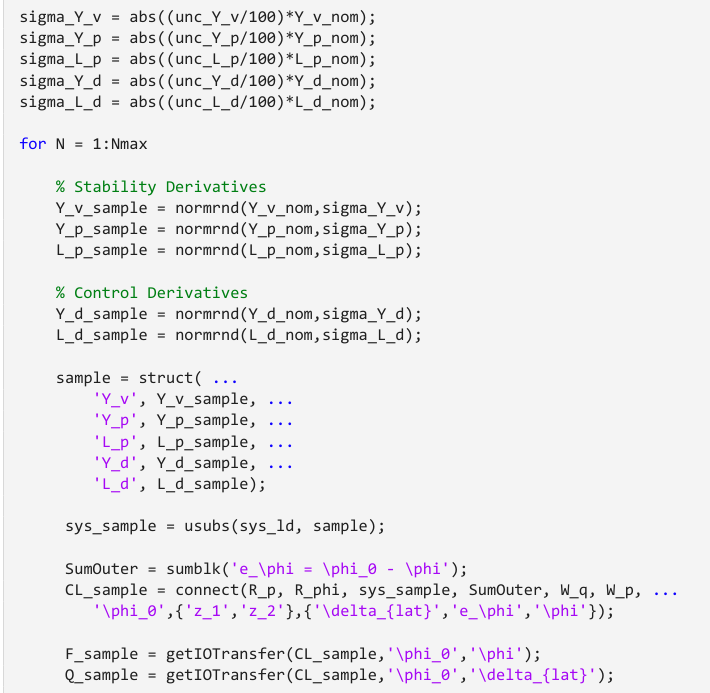 sigma_Y_v = abs((unc_Y_v/100)*Y_v_nom);
sigma_Y_p = abs((unc_Y_p/100)*Y_p_nom);
sigma_L_p = abs((unc_L_p/100)*L_p_nom);
sigma_Y_d = abs((unc_Y_d/100)*Y_d_nom);
sigma_L_d = abs((unc_L_d/100)*L_d_nom);

for N = 1:Nmax

    % Stability Derivatives
    Y_v_sample = normrnd(Y_v_nom,sigma_Y_v);
    Y_p_sample = normrnd(Y_p_nom,sigma_Y_p);
    L_p_sample = normrnd(L_p_nom,sigma_L_p);

    % Control Derivatives
    Y_d_sample = normrnd(Y_d_nom,sigma_Y_d);
    L_d_sample = normrnd(L_d_nom,sigma_L_d);

    sample = struct( ...
        'Y_v', Y_v_sample, ...
        'Y_p', Y_p_sample, ...
        'L_p', L_p_sample, ...
        'Y_d', Y_d_sample, ...
        'L_d', L_d_sample);

     sys_sample = usubs(sys_ld, sample);

     SumOuter = sumblk('e_\phi = \phi_0 - \phi');
     CL_sample = connect(R_p, R_phi, sys_sample, SumOuter, W_q, W_p, ...
        '\phi_0',{'z_1','z_2'},{'\delta_{lat}','e_\phi','\phi'});

     F_sample = getIOTransfer(CL_sample,'\phi_0','\phi');
     Q_sample = getIOTransfer(CL_sample,'\phi_0','\delta_{lat}');